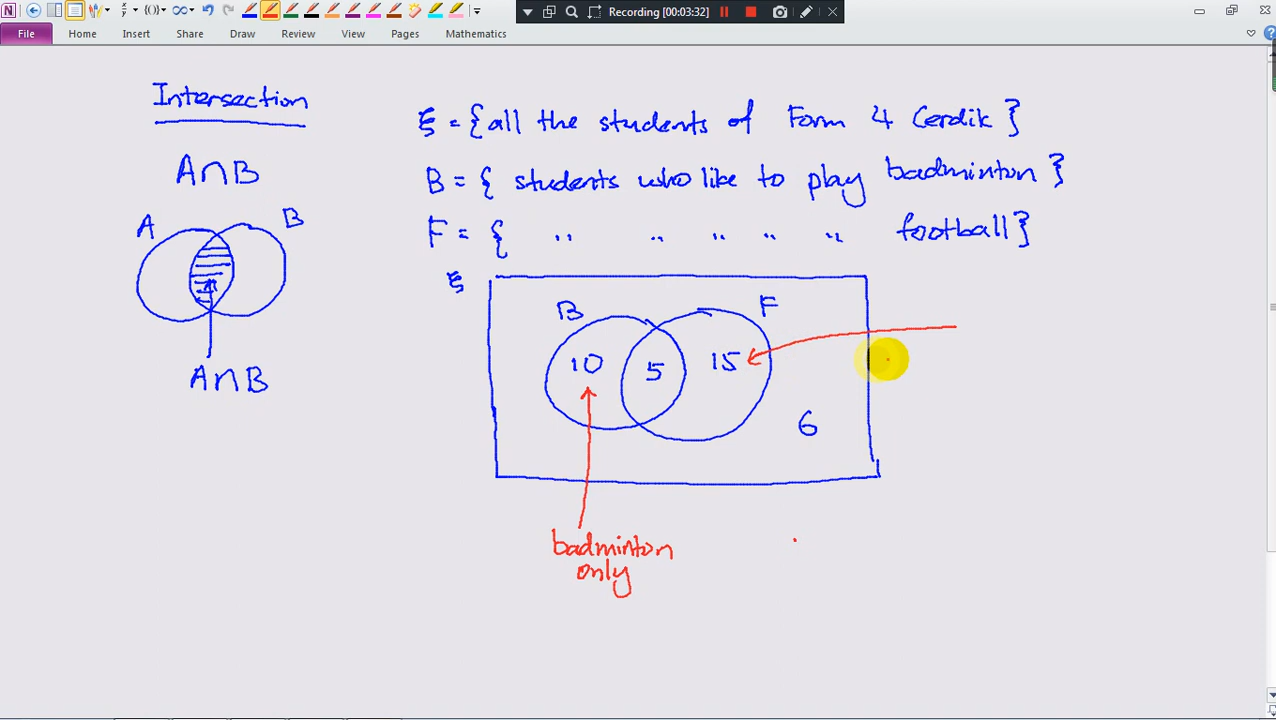 Recording [00:03:32]
File Home Insert Share Draw Review View Pages Mathematics
Intersection
A∩B
A B
A∩B
ξ = {all the students of Form 4 Cerdik}
B = { students who like to play badminton}
F = { " " " " " football}
ξ
B F
10 5 15
6
badminton
only